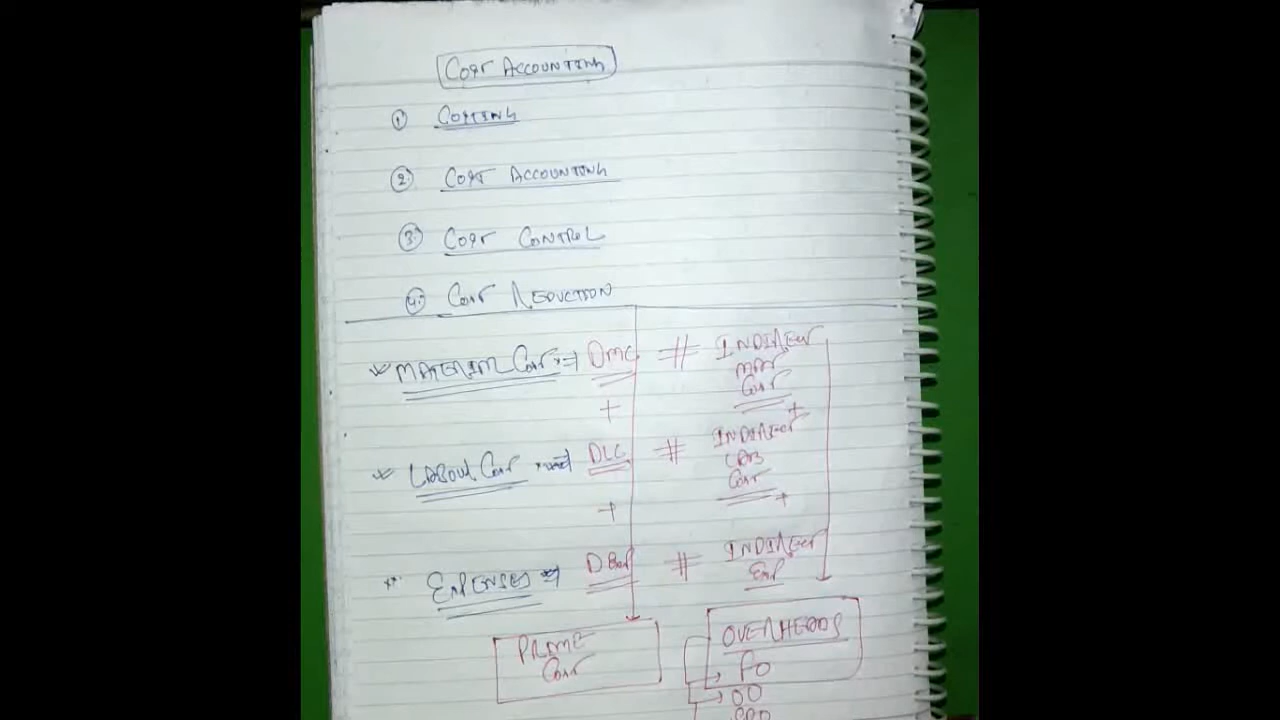 COST ACCOUNTING
① COSTING
② COST ACCOUNTING
③ COST CONTROL
④ COST REDUCTION
* MATERIAL COST ⇒ DMC # INDIRECT
MAT
COST
+ +
* LABOUR COST ⇒ DLC # INDIRECT
LAB
COST
+ +
* EXPENSES ⇒ DExp # INDIRECT
Exp
PRIME
COST
OVERHEADS
FO
OO